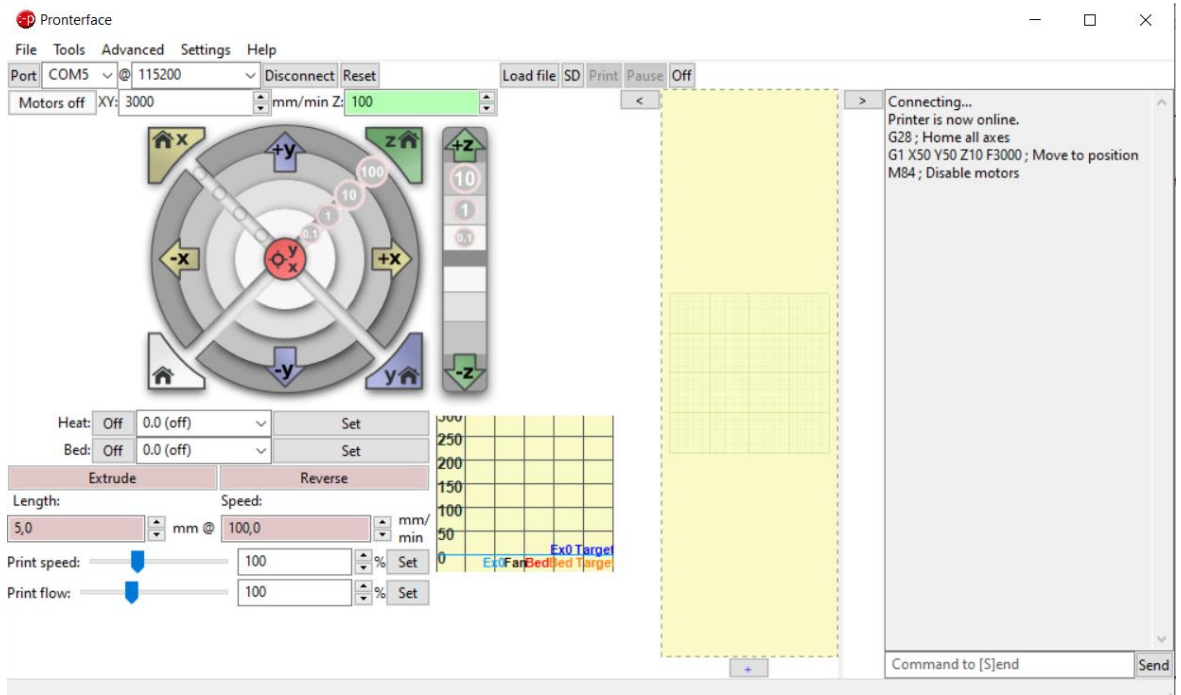 Pronterface
File Tools Advanced Settings Help
Port COM5 @ 115200 Disconnect Reset Load file SD Print Pause Off
Motors off XY: 3000 mm/min Z: 100 < >
Connecting...
Printer is now online.
G28 ; Home all axes
G1 X50 Y50 Z10 F3000 ; Move to position
M84 ; Disable motors
x +y z +z
100 10
10 1
1 0.1
0.1
-x y x +x
-y y -z
Heat: Off 0.0 (off) Set
Bed: Off 0.0 (off) Set
Extrude Reverse
Length: Speed:
5,0 mm @ 100,0 mm/
min
Print speed: 100 % Set
Print flow: 100 % Set
300
250
200
150
100
50
0
Ex0 Target
Ex0 Fan Bed Bed Target
+
Command to [S]end Send